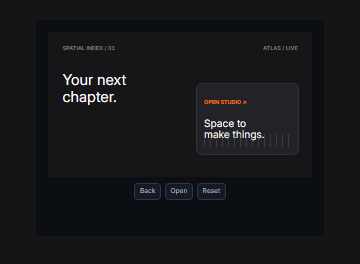 SPATIAL INDEX / 01
ATLAS / LIVE
Your next
chapter.
OPEN STUDIO »
Space to
make things.
Back
Open
Reset